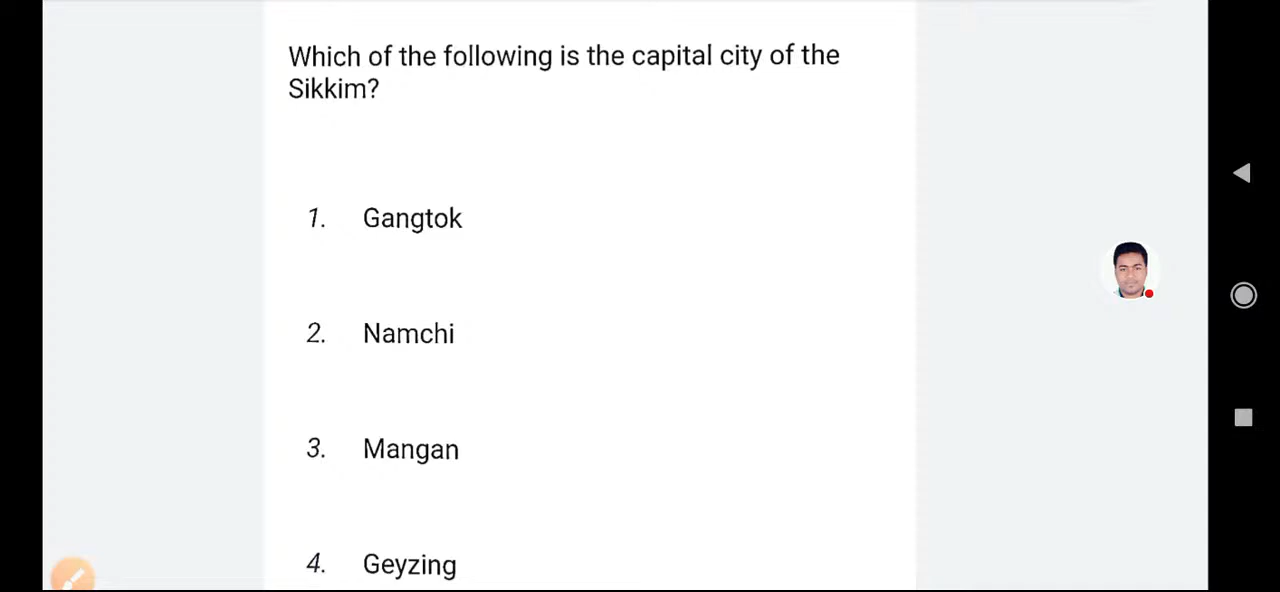 Which of the following is the capital city of the
Sikkim?
1. Gangtok
2. Namchi
3. Mangan
4. Geyzing